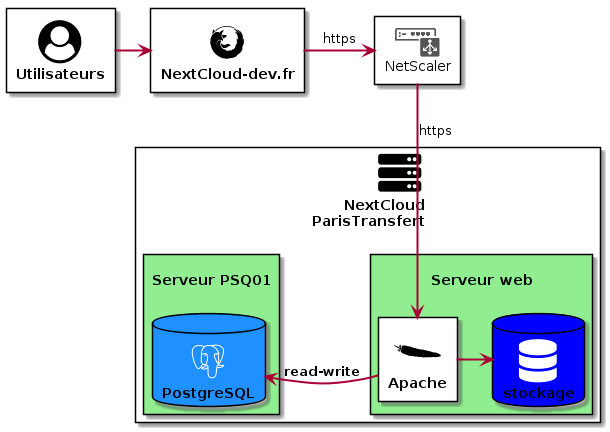 Utilisateurs
NextCloud-dev.fr
https
NetScaler
https
NextCloud
ParisTransfert
Serveur PSQ01
Serveur web
PostgreSQL
read-write
Apache
stockage